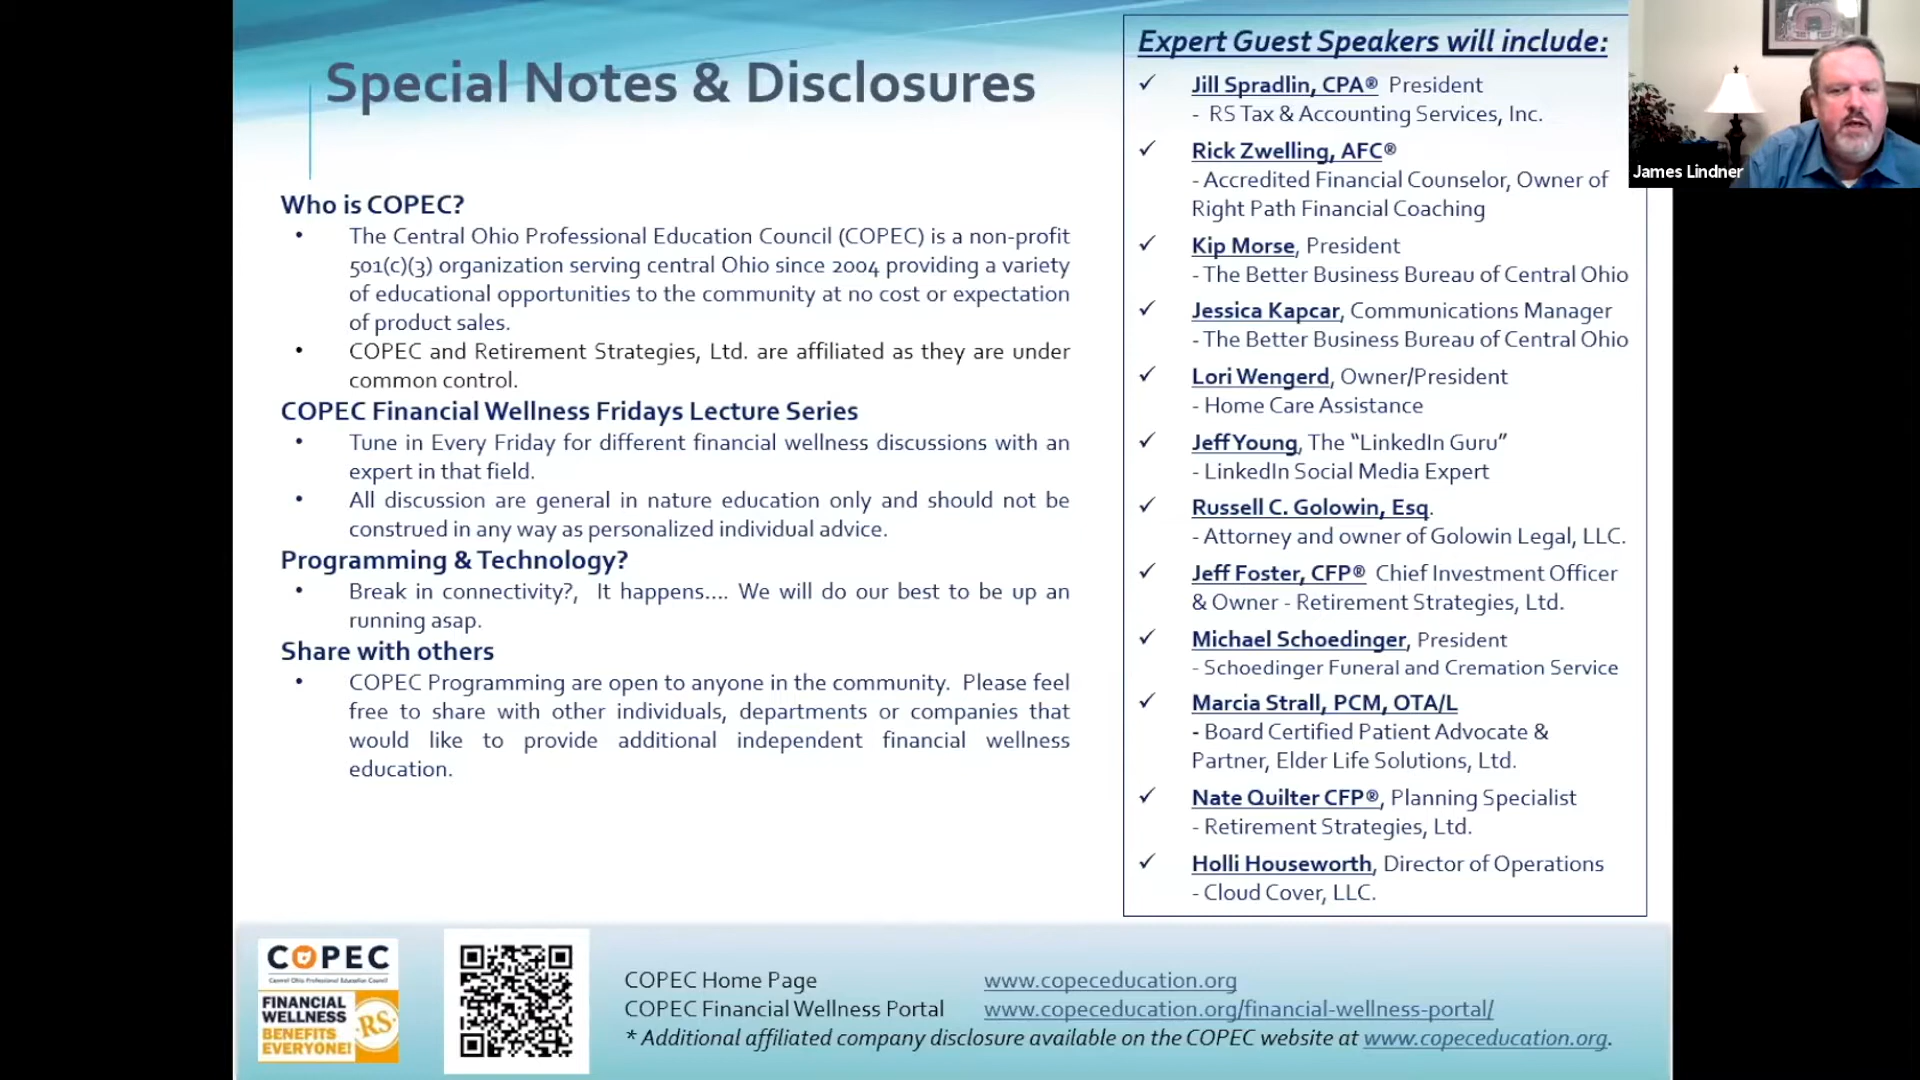 Special Notes & Disclosures
Who is COPEC?
• The Central Ohio Professional Education Council (COPEC) is a non-profit
501(c)(3) organization serving central Ohio since 2004 providing a variety
of educational opportunities to the community at no cost or expectation
of product sales.
• COPEC and Retirement Strategies, Ltd. are affiliated as they are under
common control.
COPEC Financial Wellness Fridays Lecture Series
• Tune in Every Friday for different financial wellness discussions with an
expert in that field.
• All discussion are general in nature education only and should not be
construed in any way as personalized individual advice.
Programming & Technology?
• Break in connectivity?, It happens.... We will do our best to be up an
running asap.
Share with others
• COPEC Programming are open to anyone in the community. Please feel
free to share with other individuals, departments or companies that
would like to provide additional independent financial wellness
education.
Expert Guest Speakers will include:
✓ Jill Spradlin, CPA® President
- RS Tax & Accounting Services, Inc.
✓ Rick Zwelling, AFC®
- Accredited Financial Counselor, Owner of
Right Path Financial Coaching
✓ Kip Morse, President
- The Better Business Bureau of Central Ohio
✓ Jessica Kapcar, Communications Manager
- The Better Business Bureau of Central Ohio
✓ Lori Wengerd, Owner/President
- Home Care Assistance
✓ Jeff Young, The “LinkedIn Guru”
- LinkedIn Social Media Expert
✓ Russell C. Golowin, Esq.
- Attorney and owner of Golowin Legal, LLC.
✓ Jeff Foster, CFP® Chief Investment Officer
& Owner - Retirement Strategies, Ltd.
✓ Michael Schoedinger, President
- Schoedinger Funeral and Cremation Service
✓ Marcia Strall, PCM, OTA/L
- Board Certified Patient Advocate &
Partner, Elder Life Solutions, Ltd.
✓ Nate Quilter CFP®, Planning Specialist
- Retirement Strategies, Ltd.
✓ Holli Houseworth, Director of Operations
- Cloud Cover, LLC.
James Lindner
COPEC
Central Ohio Professional Education Council
FINANCIAL
WELLNESS
BENEFITS
EVERYONE!
RS
COPEC Home Page www.copeceducation.org
COPEC Financial Wellness Portal www.copeceducation.org/financial-wellness-portal/
* Additional affiliated company disclosure available on the COPEC website at www.copeceducation.org.